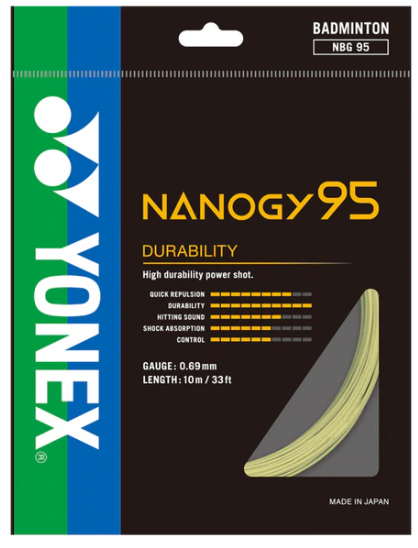 BADMINTON
NBG 95
YONEX®
NANOGY95
DURABILITY
High durability power shot.
QUICK REPULSION
DURABILITY
HITTING SOUND
SHOCK ABSORPTION
CONTROL
GAUGE: 0.69mm
LENGTH: 10m / 33ft
MADE IN JAPAN